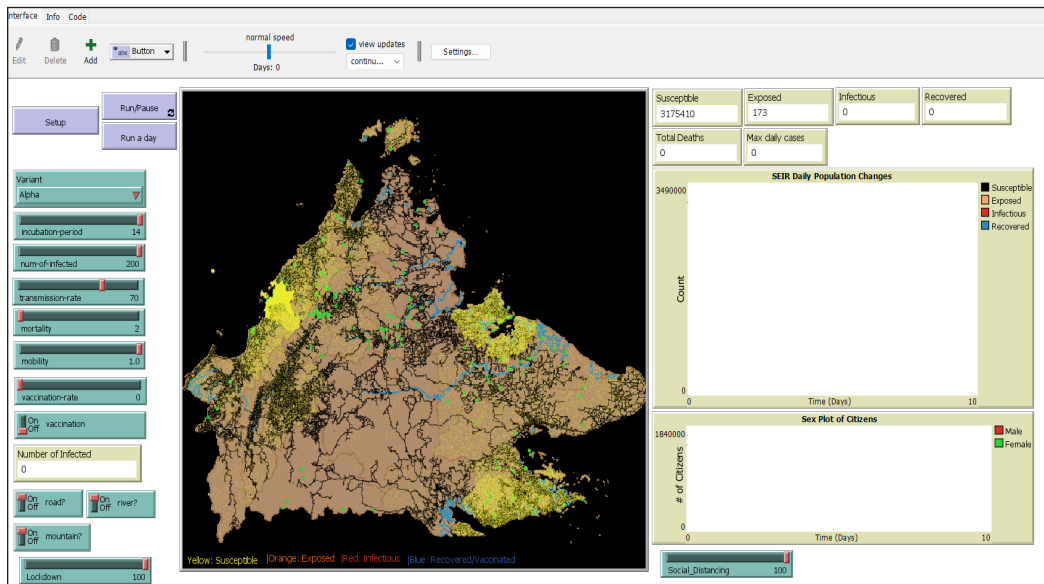 nterface Info Code
Edit
Delete
Add
abc Button
normal speed
Days: 0
view updates
continu...
Settings...
Setup
Run/Pause
Run a day
Variant
Alpha
incubation-period 14
num-of-infected 200
transmission-rate 70
mortality 2
mobility 1.0
vaccination-rate 0
On
Off
vaccination
Number of Infected
0
On
Off
road?
On
Off
river?
On
Off
mountain?
Lockdown 100
Yellow: Susceptible |Orange: Exposed |Red: Infectious |Blue: Recovered/Vaccinated
Susceptible
3175410
Exposed
173
Infectious
0
Recovered
0
Total Deaths
0
Max daily cases
0
SEIR Daily Population Changes
3490000
Count
0
0
Time (Days)
10
Susceptible
Exposed
Infectious
Recovered
Sex Plot of Citizens
1840000
# of Citizens
0
0
Time (Days)
10
Male
Female
Social_Distancing 100